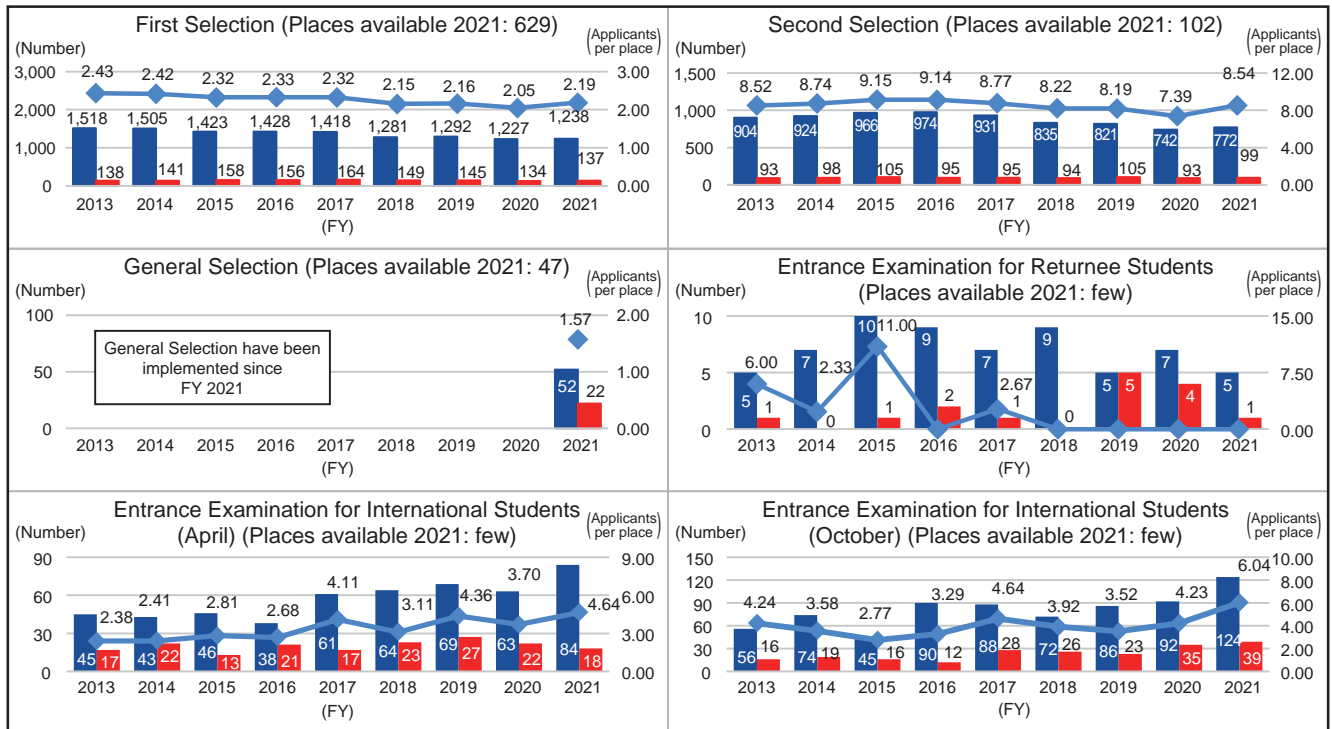 First Selection (Places available 2021: 629)
(Number)
(Applicants per place)
3,000
2,000
1,000
0
3.00
2.00
1.00
0.00
2.43 2.42 2.32 2.33 2.32 2.15 2.16 2.05 2.19
1,518 1,505 1,423 1,428 1,418 1,281 1,292 1,227 1,238
138 141 158 156 164 149 145 134 137
2013 2014 2015 2016 2017 2018 2019 2020 2021
(FY)
Second Selection (Places available 2021: 102)
(Number)
(Applicants per place)
1,500
1,000
500
0
12.00
8.00
4.00
0.00
8.52 8.74 9.15 9.14 8.77 8.22 8.19 7.39 8.54
904 924 966 974 931 835 821 742 772
93 98 105 95 95 94 105 93 99
2013 2014 2015 2016 2017 2018 2019 2020 2021
(FY)
General Selection (Places available 2021: 47)
(Number)
(Applicants per place)
100
50
0
2.00
1.00
0.00
General Selection have been
implemented since
FY 2021
1.57
52 22
2013 2014 2015 2016 2017 2018 2019 2020 2021
(FY)
Entrance Examination for Returnee Students
(Places available 2021: few)
(Number)
(Applicants per place)
10
5
0
15.00
7.50
0.00
6.00 2.33 11.00 2.67
5 7 10 9 7 9 5 7 5
1 0 1 2 1 0 5 4 1
2013 2014 2015 2016 2017 2018 2019 2020 2021
(FY)
Entrance Examination for International Students
(April) (Places available 2021: few)
(Number)
(Applicants per place)
90
60
30
0
9.00
6.00
3.00
0.00
2.38 2.41 2.81 2.68 4.11 3.11 4.36 3.70 4.64
45 43 46 38 61 64 69 63 84
17 22 13 21 17 23 27 22 18
2013 2014 2015 2016 2017 2018 2019 2020 2021
(FY)
Entrance Examination for International Students
(October) (Places available 2021: few)
(Number)
(Applicants per place)
150
120
90
60
30
0
10.00
8.00
6.00
4.00
2.00
0.00
4.24 3.58 2.77 3.29 4.64 3.92 3.52 4.23 6.04
56 74 45 90 88 72 86 92 124
16 19 16 12 28 26 23 35 39
2013 2014 2015 2016 2017 2018 2019 2020 2021
(FY)